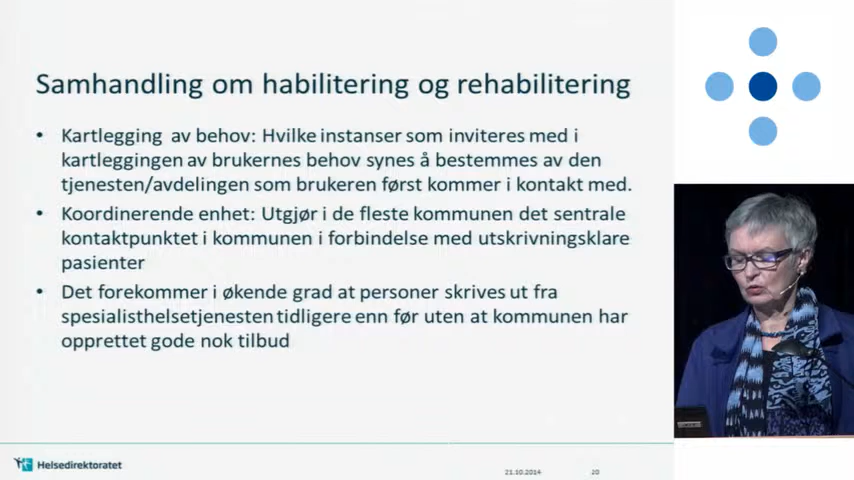 Samhandling om habilitering og rehabilitering
• Kartlegging av behov: Hvilke instanser som inviteres med i
kartleggingen av brukernes behov synes å bestemmes av den
tjenesten/avdelingen som brukeren først kommer i kontakt med.
• Koordinerende enhet: Utgjør i de fleste kommunen det sentrale
kontaktpunktet i kommunen i forbindelse med utskrivningsklare
pasienter
• Det forekommer i økende grad at personer skrives ut fra
spesialisthelsetjenesten tidligere enn før uten at kommunen har
opprettet gode nok tilbud
Helsedirektoratet
21.10.2014
20